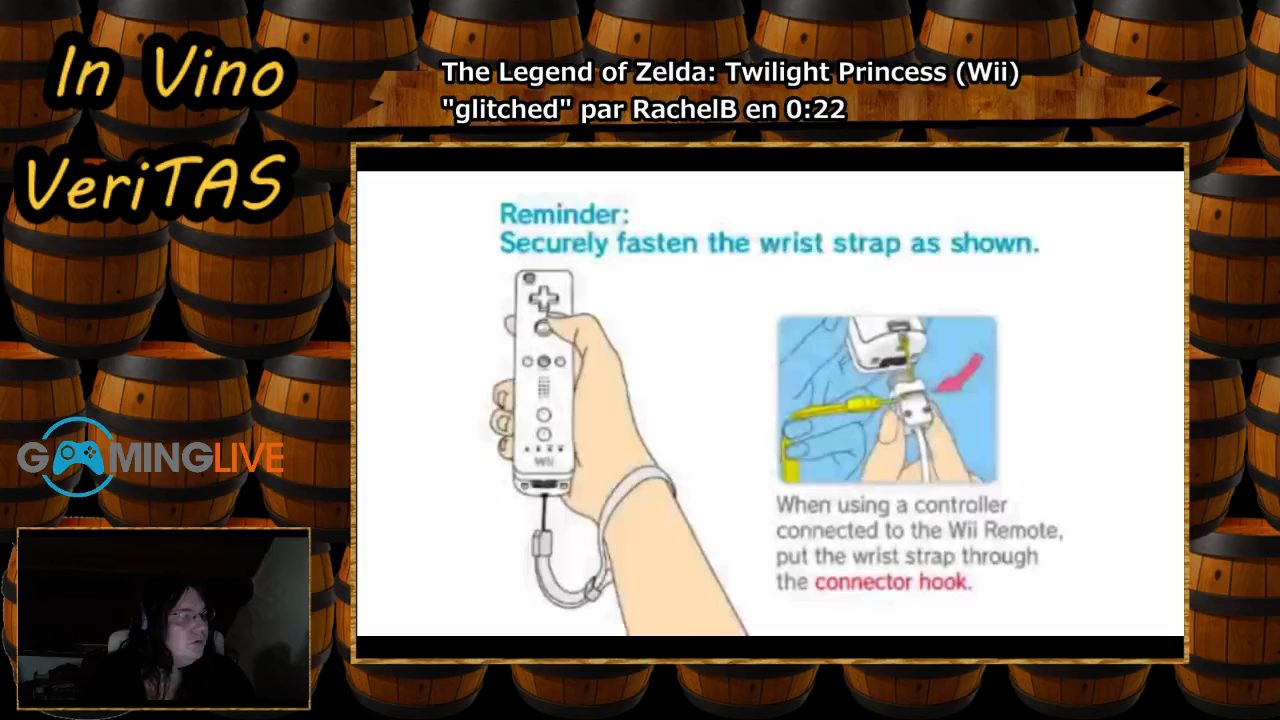 In Vino
VeriTAS
The Legend of Zelda: Twilight Princess (Wii)
"glitched" par RachelB en 0:22
Reminder:
Securely fasten the wrist strap as shown.
Wii
When using a controller
connected to the Wii Remote,
put the wrist strap through
the connector hook.
GAMINGLIVE